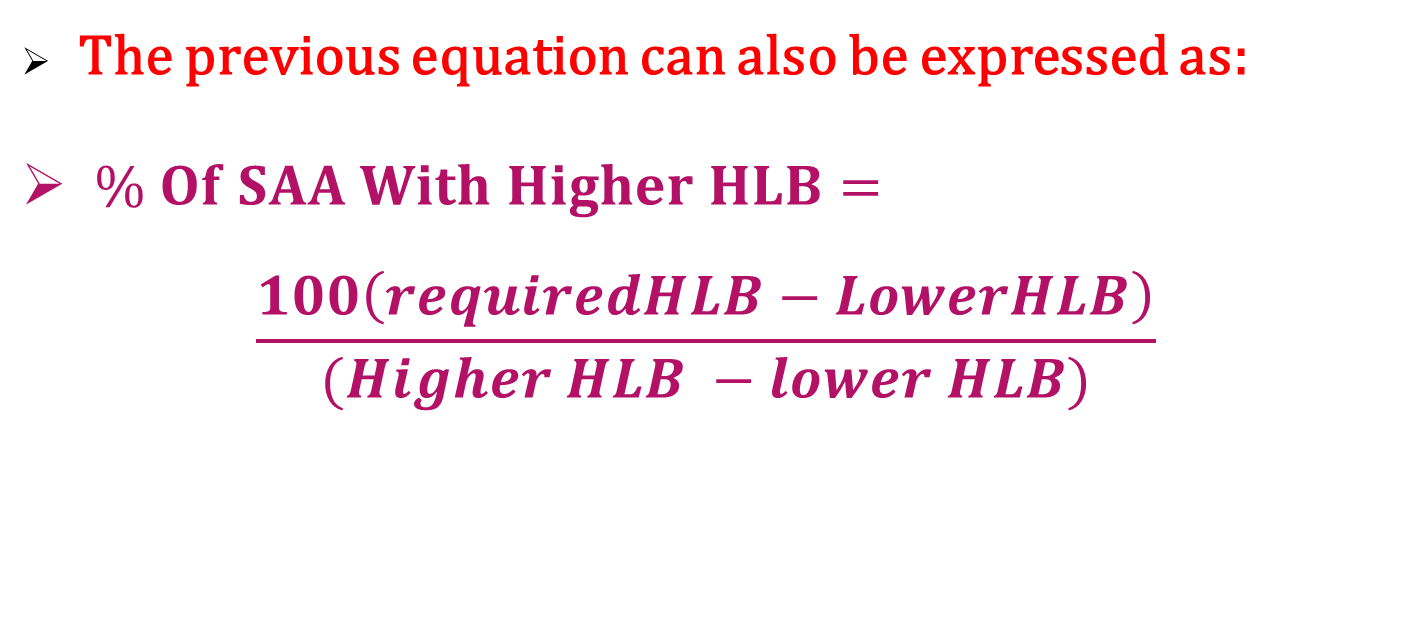 ➢ The previous equation can also be expressed as:
➢ % Of SAA With Higher HLB =
100(requiredHLB − LowerHLB)
(Higher HLB − lower HLB)